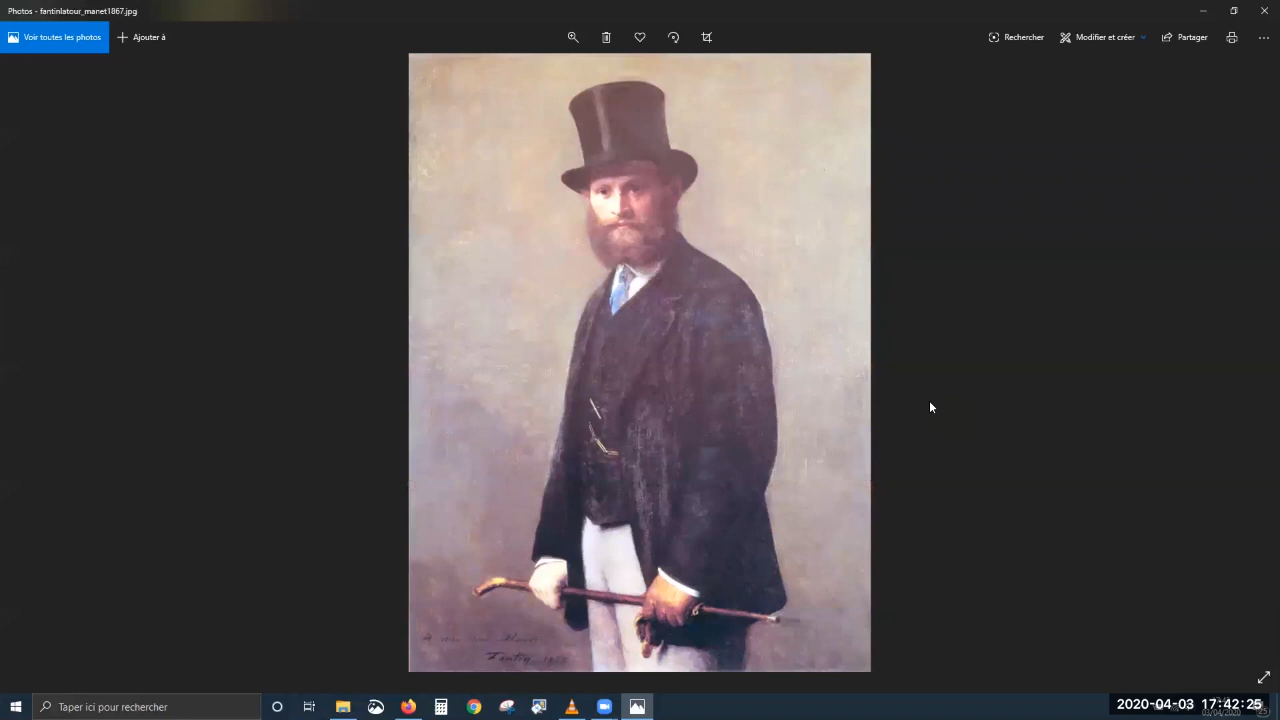 Photos - fantinlatour_manet1867.jpg
Voir toutes les photos
Ajouter à
Rechercher
Modifier et créer
Partager
Fantin
Taper ici pour rechercher
2020-04-03 17:42:25